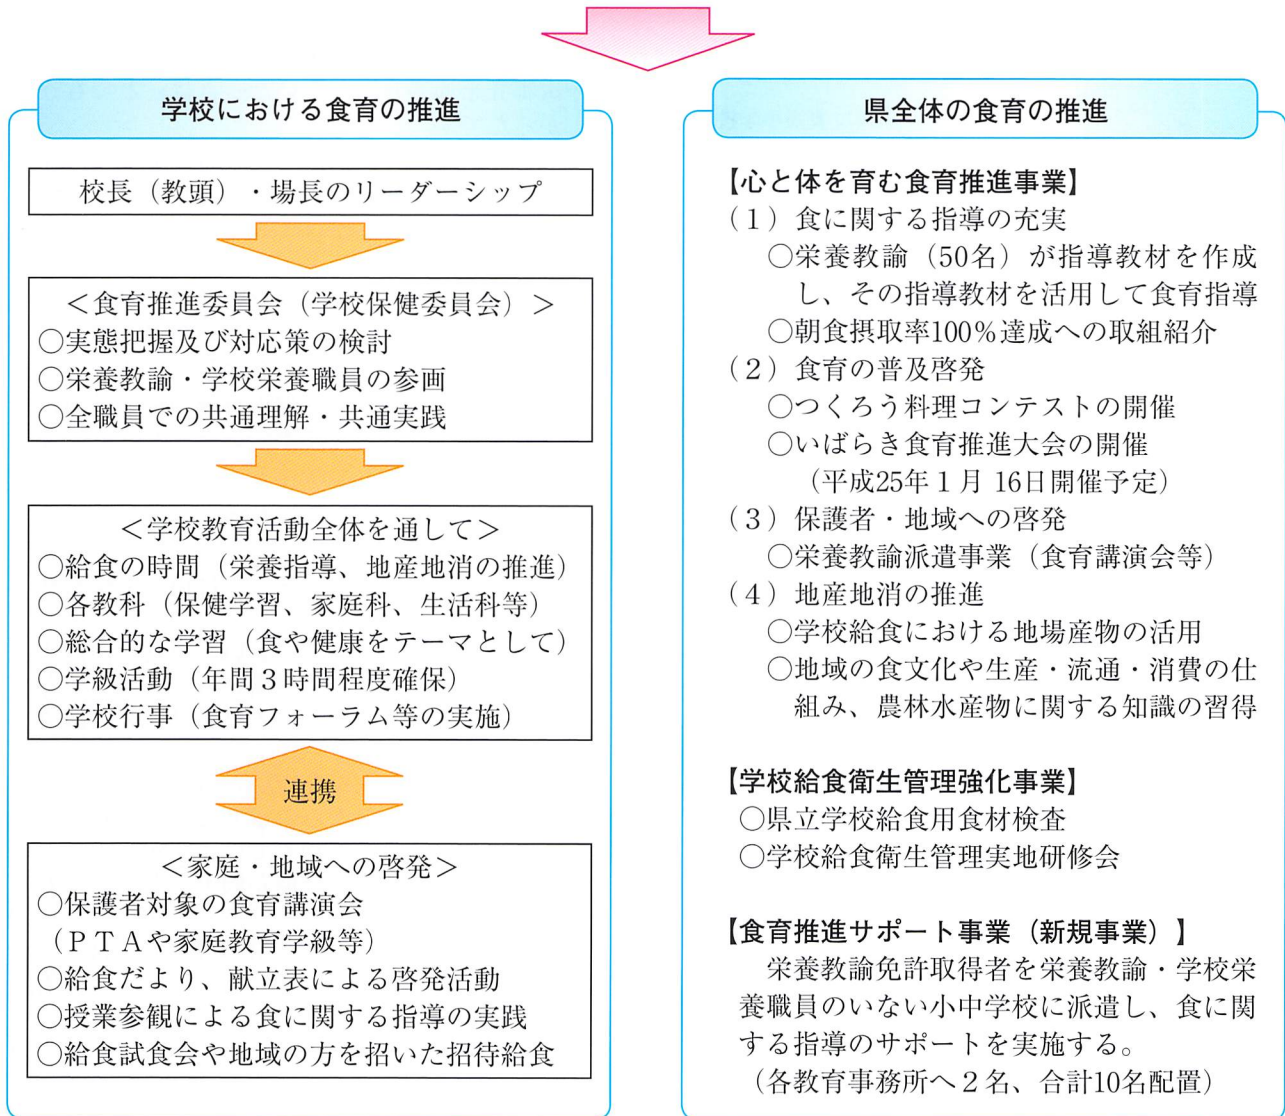 学校における食育の推進
校長（教頭）・場長のリーダーシップ
＜食育推進委員会（学校保健委員会）＞
○実態把握及び対応策の検討
○栄養教諭・学校栄養職員の参画
○全職員での共通理解・共通実践
＜学校教育活動全体を通して＞
○給食の時間（栄養指導、地産地消の推進）
○各教科（保健学習、家庭科、生活科等）
○総合的な学習（食や健康をテーマとして）
○学級活動（年間３時間程度確保）
○学校行事（食育フォーラム等の実施）
連携
＜家庭・地域への啓発＞
○保護者対象の食育講演会
（ＰＴＡや家庭教育学級等）
○給食だより、献立表による啓発活動
○授業参観による食に関する指導の実践
○給食試食会や地域の方を招いた招待給食
県全体の食育の推進
【心と体を育む食育推進事業】
（１）食に関する指導の充実
○栄養教諭（50名）が指導教材を作成
し、その指導教材を活用して食育指導
○朝食摂取率100％達成への取組紹介
（２）食育の普及啓発
○つくろう料理コンテストの開催
○いばらき食育推進大会の開催
（平成25年１月16日開催予定）
（３）保護者・地域への啓発
○栄養教諭派遣事業（食育講演会等）
（４）地産地消の推進
○学校給食における地場産物の活用
○地域の食文化や生産・流通・消費の仕
組み、農林水産物に関する知識の習得
【学校給食衛生管理強化事業】
○県立学校給食用食材検査
○学校給食衛生管理実地研修会
【食育推進サポート事業（新規事業）】
栄養教諭免許取得者を栄養教諭・学校栄
養職員のいない小中学校に派遣し、食に関
する指導のサポートを実施する。
（各教育事務所へ２名、合計10名配置）